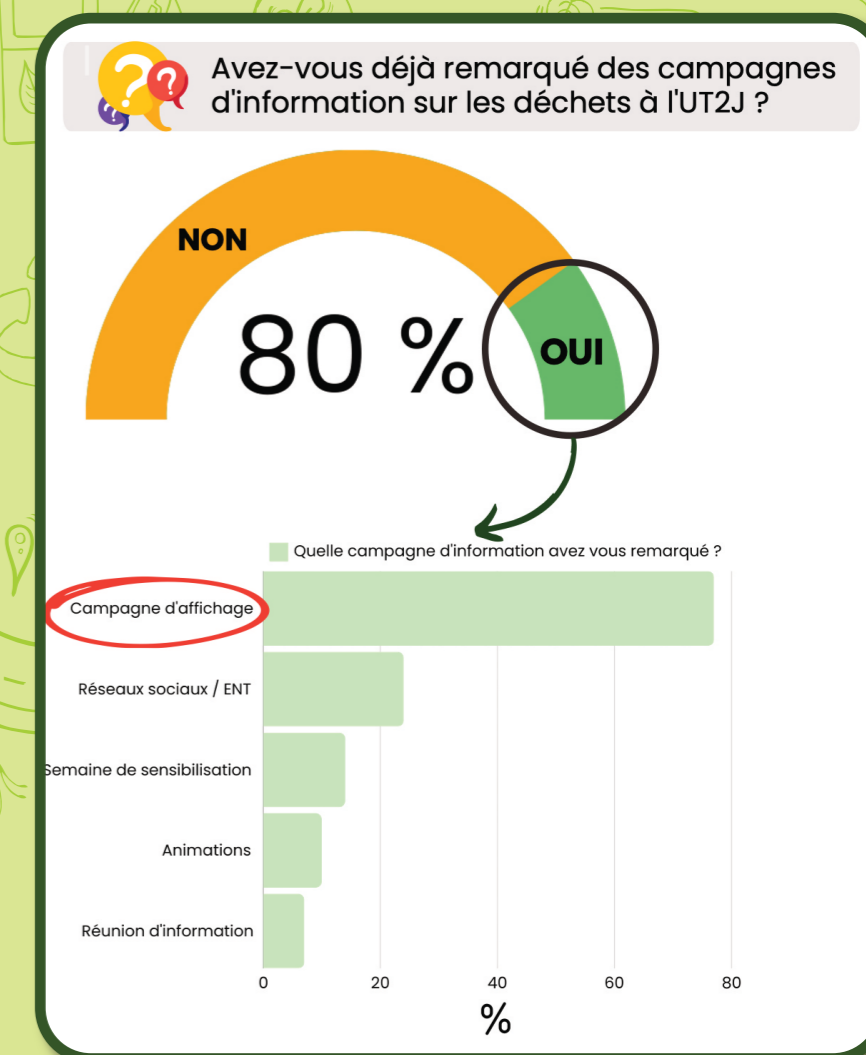 Avez-vous déjà remarqué des campagnes
d'information sur les déchets à l'UT2J ?
NON
80 %
OUI
Quelle campagne d'information avez vous remarqué ?
Campagne d'affichage
Réseaux sociaux / ENT
Semaine de sensibilisation
Animations
Réunion d'information
0 20 40 60 80
%